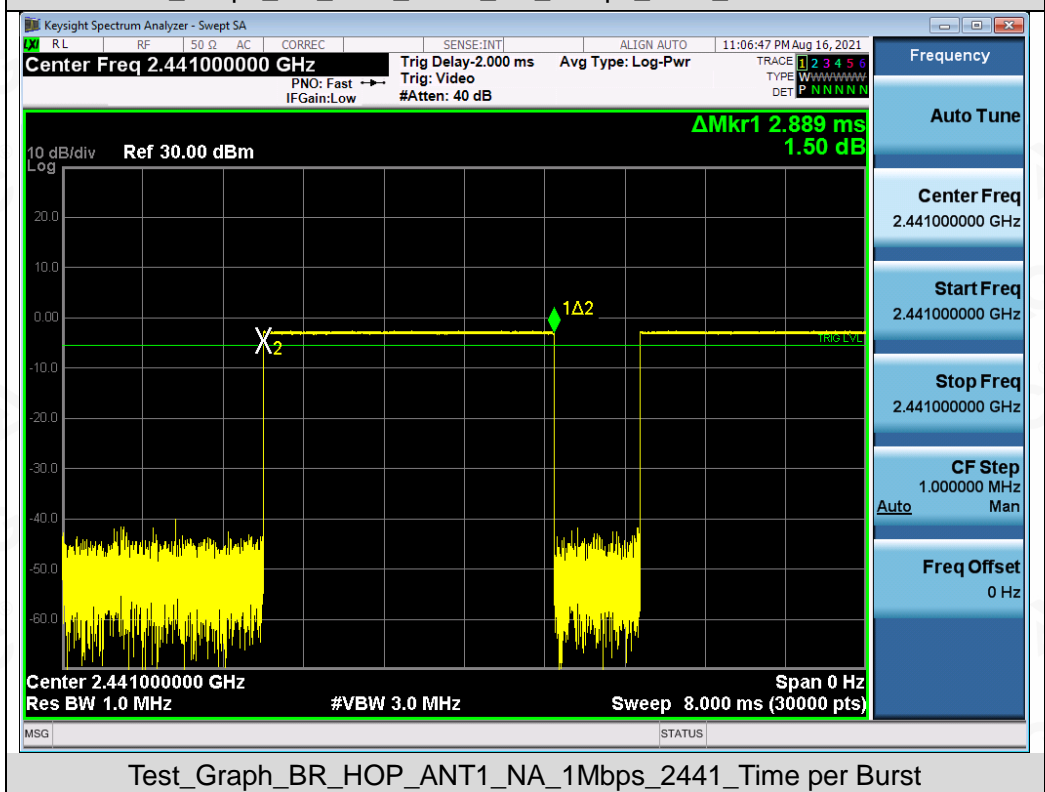 Keysight Spectrum Analyzer - Swept SA
LXI RL RF 50 Ω AC CORREC SENSE:INT ALIGN AUTO 11:06:47 PM Aug 16, 2021
Center Freq 2.441000000 GHz
PNO: Fast
IFGain:Low
Trig Delay-2.000 ms
Trig: Video
#Atten: 40 dB
Avg Type: Log-Pwr
TRACE 1 2 3 4 5 6
TYPE WWWWWW
DET P N N N N N
ΔMkr1 2.889 ms
1.50 dB
10 dB/div Ref 30.00 dBm
Log
20.0
10.0
0.00
-10.0
-20.0
-30.0
-40.0
-50.0
-60.0
1Δ2
X2
TRIG LVL
Center 2.441000000 GHz Span 0 Hz
Res BW 1.0 MHz #VBW 3.0 MHz Sweep 8.000 ms (30000 pts)
MSG STATUS
Frequency
Auto Tune
Center Freq
2.441000000 GHz
Start Freq
2.441000000 GHz
Stop Freq
2.441000000 GHz
CF Step
1.000000 MHz
Auto Man
Freq Offset
0 Hz
Test_Graph_BR_HOP_ANT1_NA_1Mbps_2441_Time per Burst